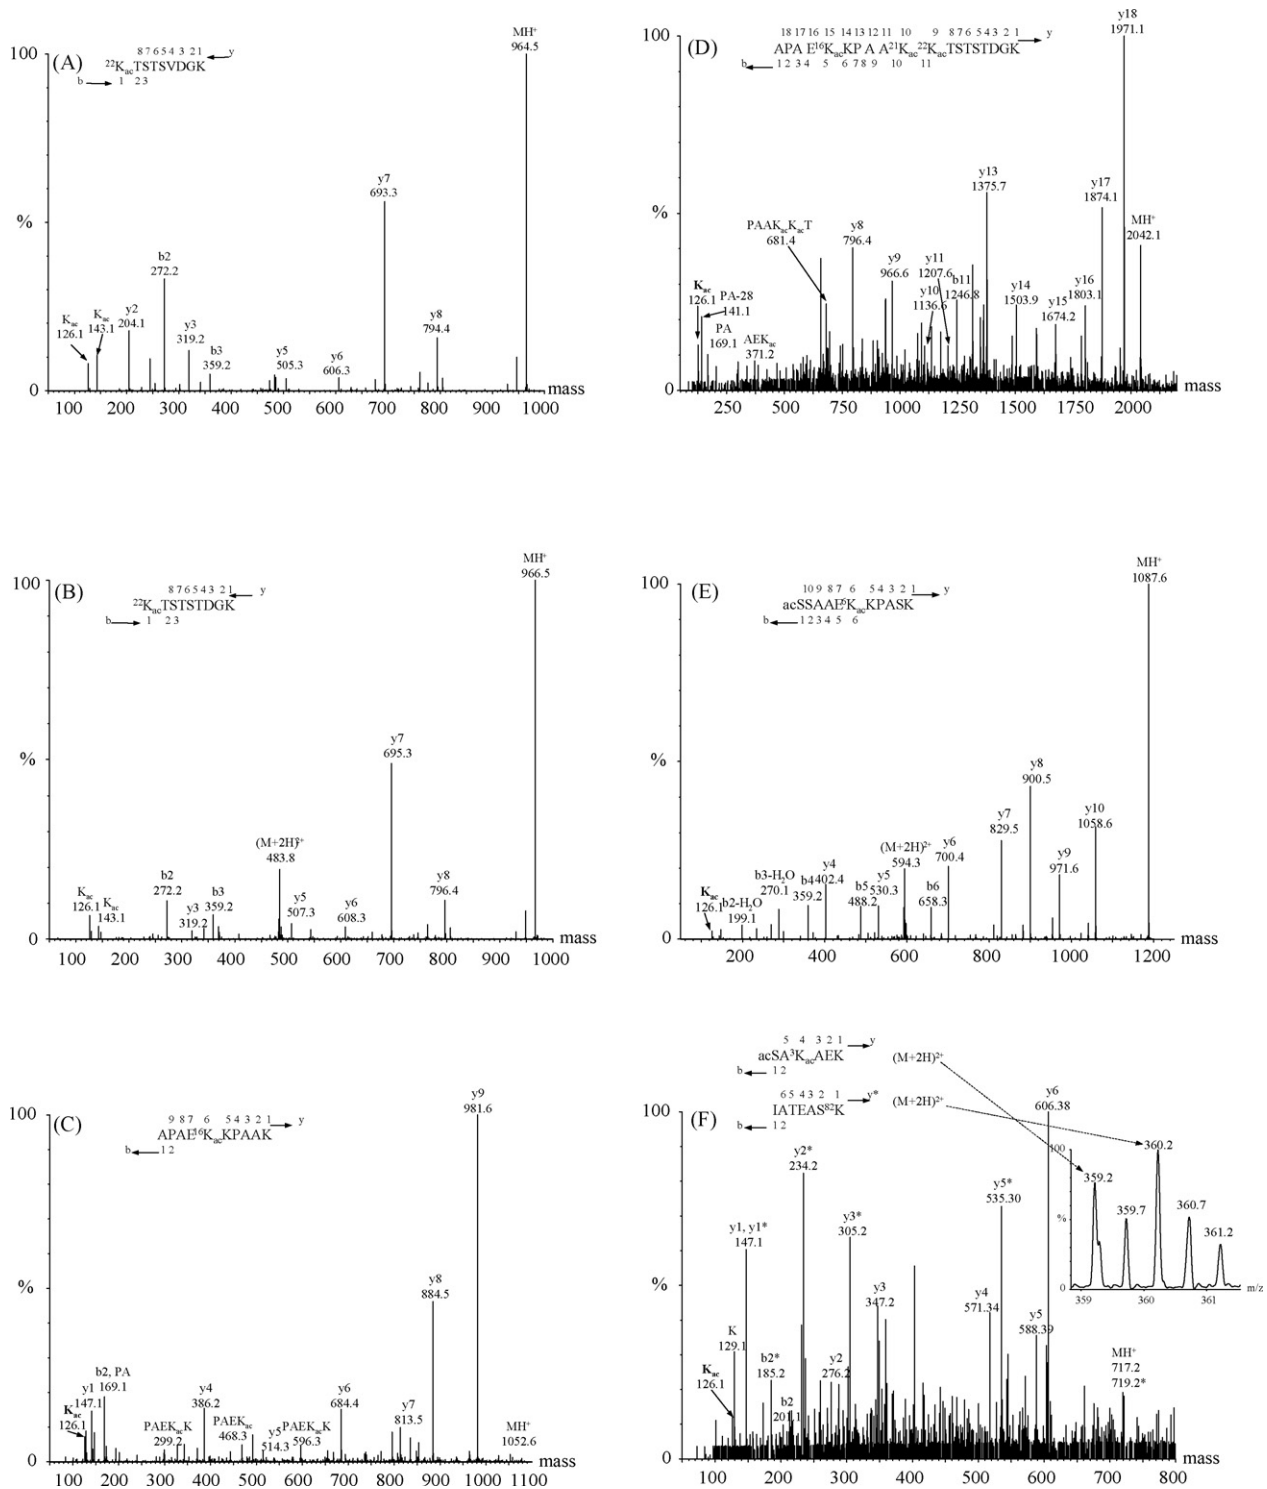 (A)
8 7 6 5 4 3 2 1 y
22KacTSTSVDGK
b 1 2 3
100
%
0
MH+
964.5
y7
693.3
b2
272.2
y2
204.1
Kac
143.1
Kac
126.1
y3
319.2
b3
359.2
y5
505.3
y6
606.3
y8
794.4
100 200 300 400 500 600 700 800 900 1000 mass
(D)
18 17 16 15 14 13 12 11 10 9 8 7 6 5 4 3 2 1 y
APA E16KacKP A A21Kac22KacTSTSTDGK
b 1 2 3 4 5 6 7 8 9 10 11
100
%
0
y18
1971.1
y13
1375.7
y17
1874.1
MH+
2042.1
PAAKacKacT
681.4
y8
796.4
y9
966.6
y11
1207.6
y10
1136.6
b11
1246.8
y14
1503.9
y15
1674.2
y16
1803.1
Kac
126.1
PA-28
141.1
PA
169.1
AEKac
371.2
250 500 750 1000 1250 1500 1750 2000 mass
(B)
8 7 6 5 4 3 2 1 y
22KacTSTSTDGK
b 1 2 3
100
%
0
MH+
966.5
y7
695.3
(M+2H)2+
483.8
b2
272.2
b3
359.2
Kac
126.1
Kac
143.1
y3
319.2
y5
507.3
y6
608.3
y8
796.4
100 200 300 400 500 600 700 800 900 1000 mass
(E)
10 9 8 7 6 5 4 3 2 1 y
acSSAAE5KacKPASK
b 1 2 3 4 5 6
100
%
0
MH+
1087.6
y8
900.5
y7
829.5
y10
1058.6
(M+2H)2+
594.3
y6
700.4
y9
971.6
b3-H2O
270.1
y4
402.4
b4
359.2
b5
488.2
y5
530.3
b6
658.3
Kac
126.1
b2-H2O
199.1
200 400 600 800 1000 1200 mass
(C)
9 8 7 6 5 4 3 2 1 y
APAE16KacKPAAK
b 1 2
100
%
0
y9
981.6
y8
884.5
b2, PA
169.1
y1
147.1
Kac
126.1
y4
386.2
y6
684.4
y7
813.5
PAEKacK
299.2
PAEKac
468.3
y5
514.3
PAEKacK
596.3
MH+
1052.6
100 200 300 400 500 600 700 800 900 1000 1100 mass
(F)
5 4 3 2 1 y
acSA3KacAEK
b 1 2
(M+2H)2+
6 5 4 3 2 1 y*
IATEAS82K
b 1 2
(M+2H)2+
100
%
0
y6
606.38
y2*
234.2
y5*
535.30
y1, y1*
147.1
y3*
305.2
y3
347.2
y4
571.34
y5
588.39
K
129.1
Kac
126.1
b2*
185.2
b2
201.1
y2
276.2
MH+
717.2
719.2*
100
%
0
359.2
359.7
360.2
360.7
361.2
359 360 361 m/z
100 200 300 400 500 600 700 800 mass